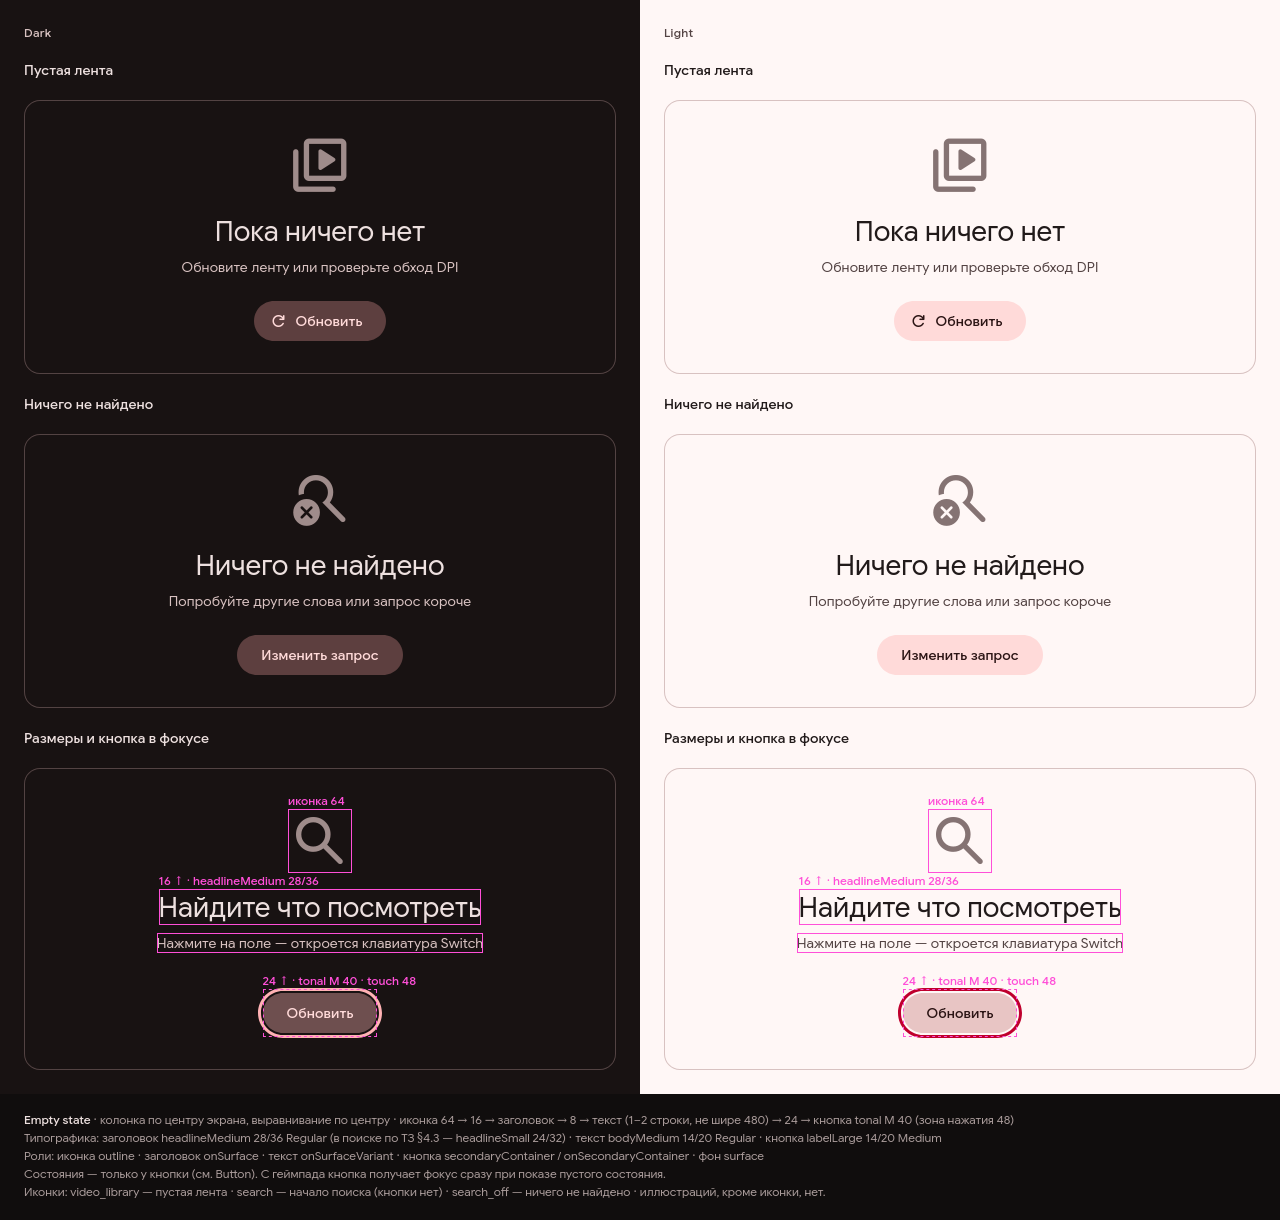 Dark
Пустая лента
Пока ничего нет
Обновите ленту или проверьте обход DPI
Обновить
Ничего не найдено
Ничего не найдено
Попробуйте другие слова или запрос короче
Изменить запрос
Размеры и кнопка в фокусе
иконка 64
16 ↑ · headlineMedium 28/36
Найдите что посмотреть
Нажмите на поле — откроется клавиатура Switch
24 ↑ · tonal M 40 · touch 48
Обновить
Light
Пустая лента
Пока ничего нет
Обновите ленту или проверьте обход DPI
Обновить
Ничего не найдено
Ничего не найдено
Попробуйте другие слова или запрос короче
Изменить запрос
Размеры и кнопка в фокусе
иконка 64
16 ↑ · headlineMedium 28/36
Найдите что посмотреть
Нажмите на поле — откроется клавиатура Switch
24 ↑ · tonal M 40 · touch 48
Обновить
Empty state · колонка по центру экрана, выравнивание по центру · иконка 64 → 16 → заголовок → 8 → текст (1–2 строки, не шире 480) → 24 → кнопка tonal M 40 (зона нажатия 48)
Типографика: заголовок headlineMedium 28/36 Regular (в поиске по ТЗ §4.3 — headlineSmall 24/32) · текст bodyMedium 14/20 Regular · кнопка labelLarge 14/20 Medium
Роли: иконка outline · заголовок onSurface · текст onSurfaceVariant · кнопка secondaryContainer / onSecondaryContainer · фон surface
Состояния — только у кнопки (см. Button). С геймпада кнопка получает фокус сразу при показе пустого состояния.
Иконки: video_library — пустая лента · search — начало поиска (кнопки нет) · search_off — ничего не найдено · иллюстраций, кроме иконки, нет.